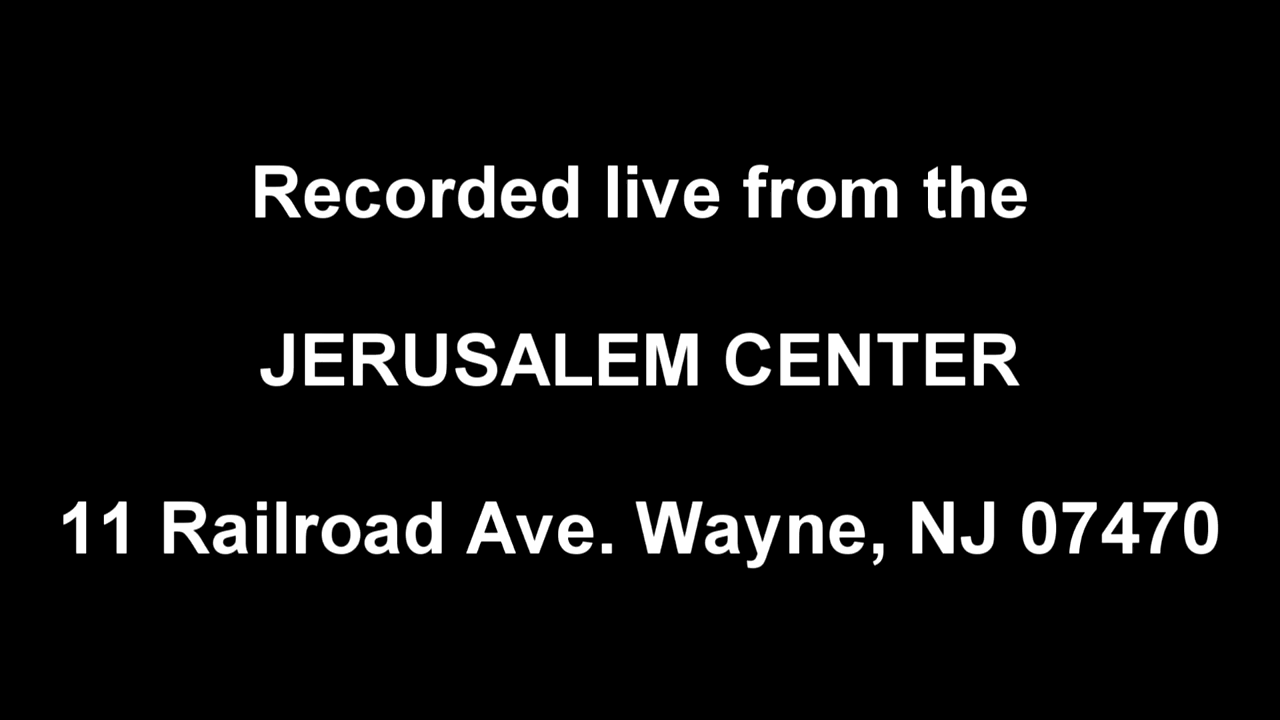 Recorded live from the
JERUSALEM CENTER
11 Railroad Ave. Wayne, NJ 07470